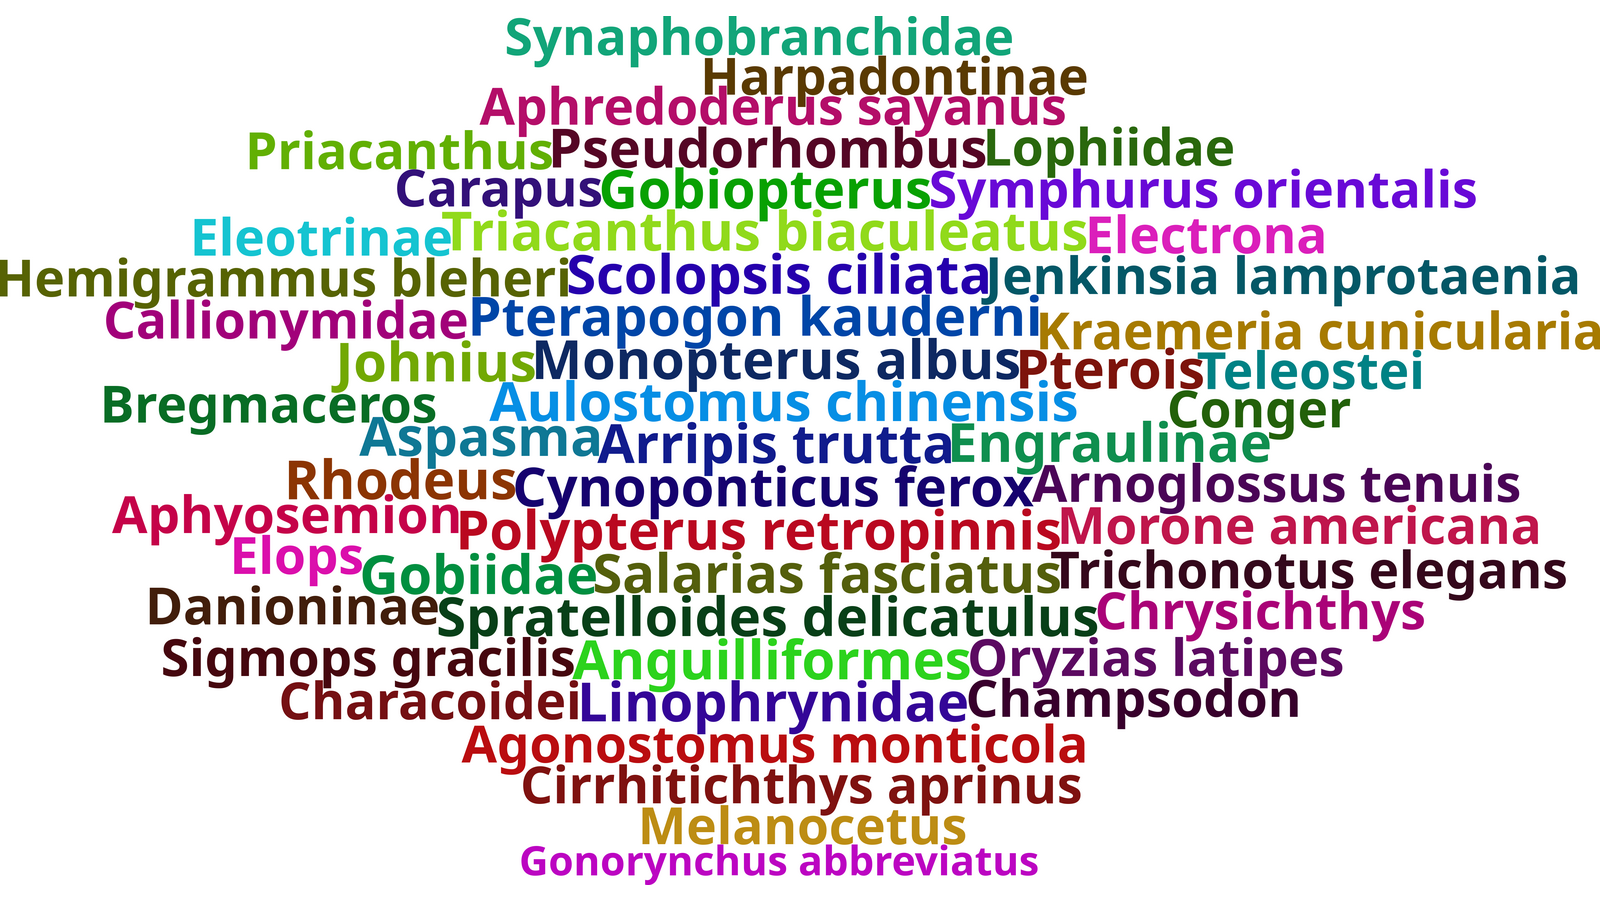 Synaphobranchidae
Harpadontinae
Aphredoderus sayanus
Priacanthus Pseudorhombus Lophiidae
Carapus Gobiopterus Symphurus orientalis
Eleotrinae Triacanthus biaculeatus Electrona
Hemigrammus bleheri Scolopsis ciliata Jenkinsia lamprotaenia
Callionymidae Pterapogon kauderni Kraemeria cunicularia
Johnius Monopterus albus Pterois Teleostei
Bregmaceros Aulostomus chinensis Conger
Aspasma Arripis trutta Engraulinae
Rhodeus Cynoponticus ferox Arnoglossus tenuis
Aphyosemion Polypterus retropinnis Morone americana
Elops Gobiidae Salarias fasciatus Trichonotus elegans
Danioninae Spratelloides delicatulus Chrysichthys
Sigmops gracilis Anguilliformes Oryzias latipes
Characoidei Linophrynidae Champsodon
Agonostomus monticola
Cirrhitichthys aprinus
Melanocetus
Gonorynchus abbreviatus